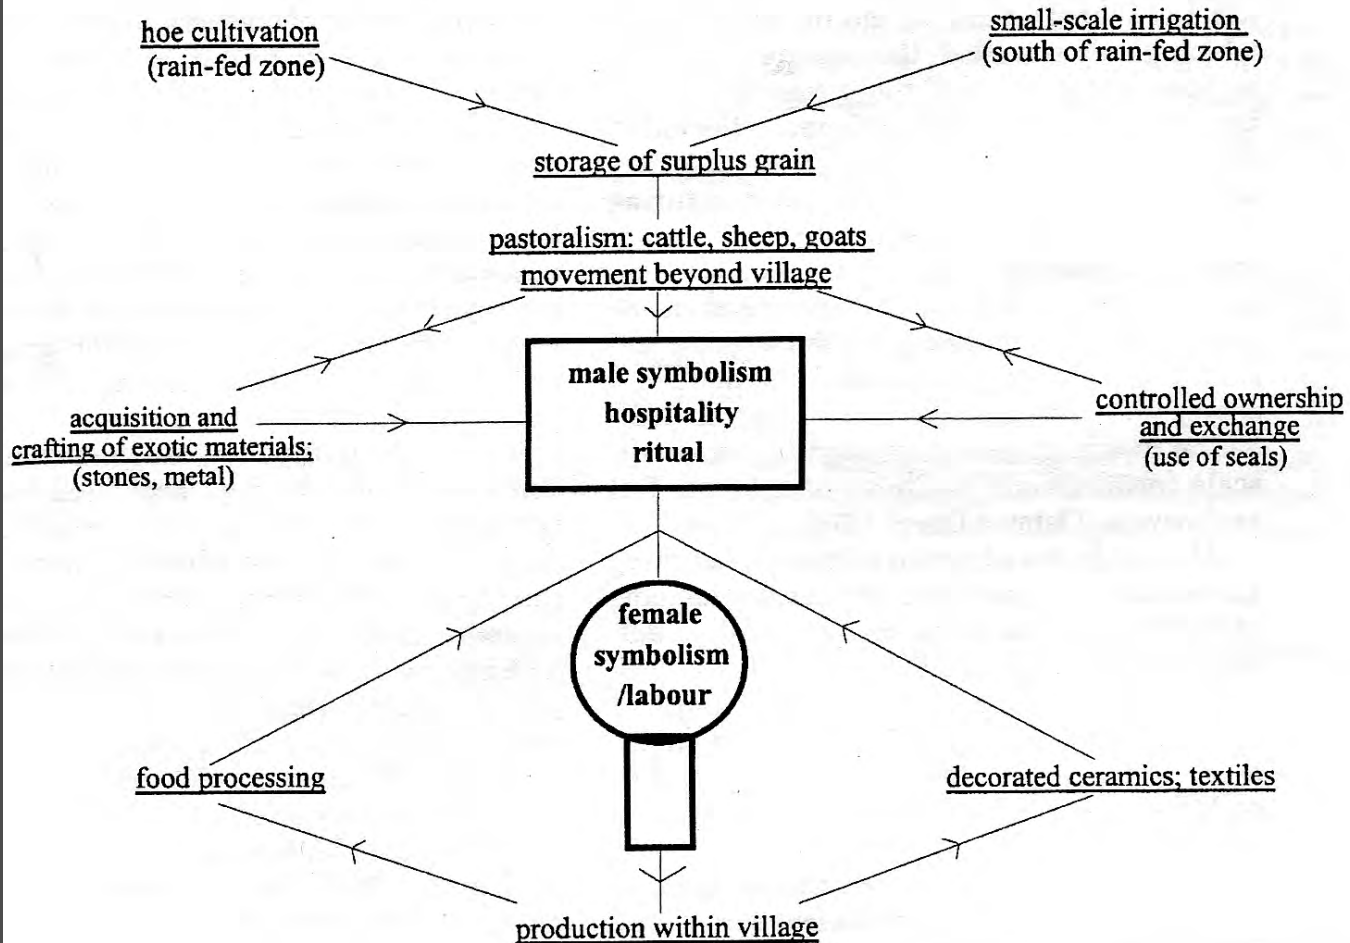 hoe cultivation
(rain-fed zone)
small-scale irrigation
(south of rain-fed zone)
storage of surplus grain
pastoralism: cattle, sheep, goats
movement beyond village
male symbolism
hospitality
ritual
acquisition and
crafting of exotic materials;
(stones, metal)
controlled ownership
and exchange
(use of seals)
female
symbolism
/labour
food processing
decorated ceramics; textiles
production within village